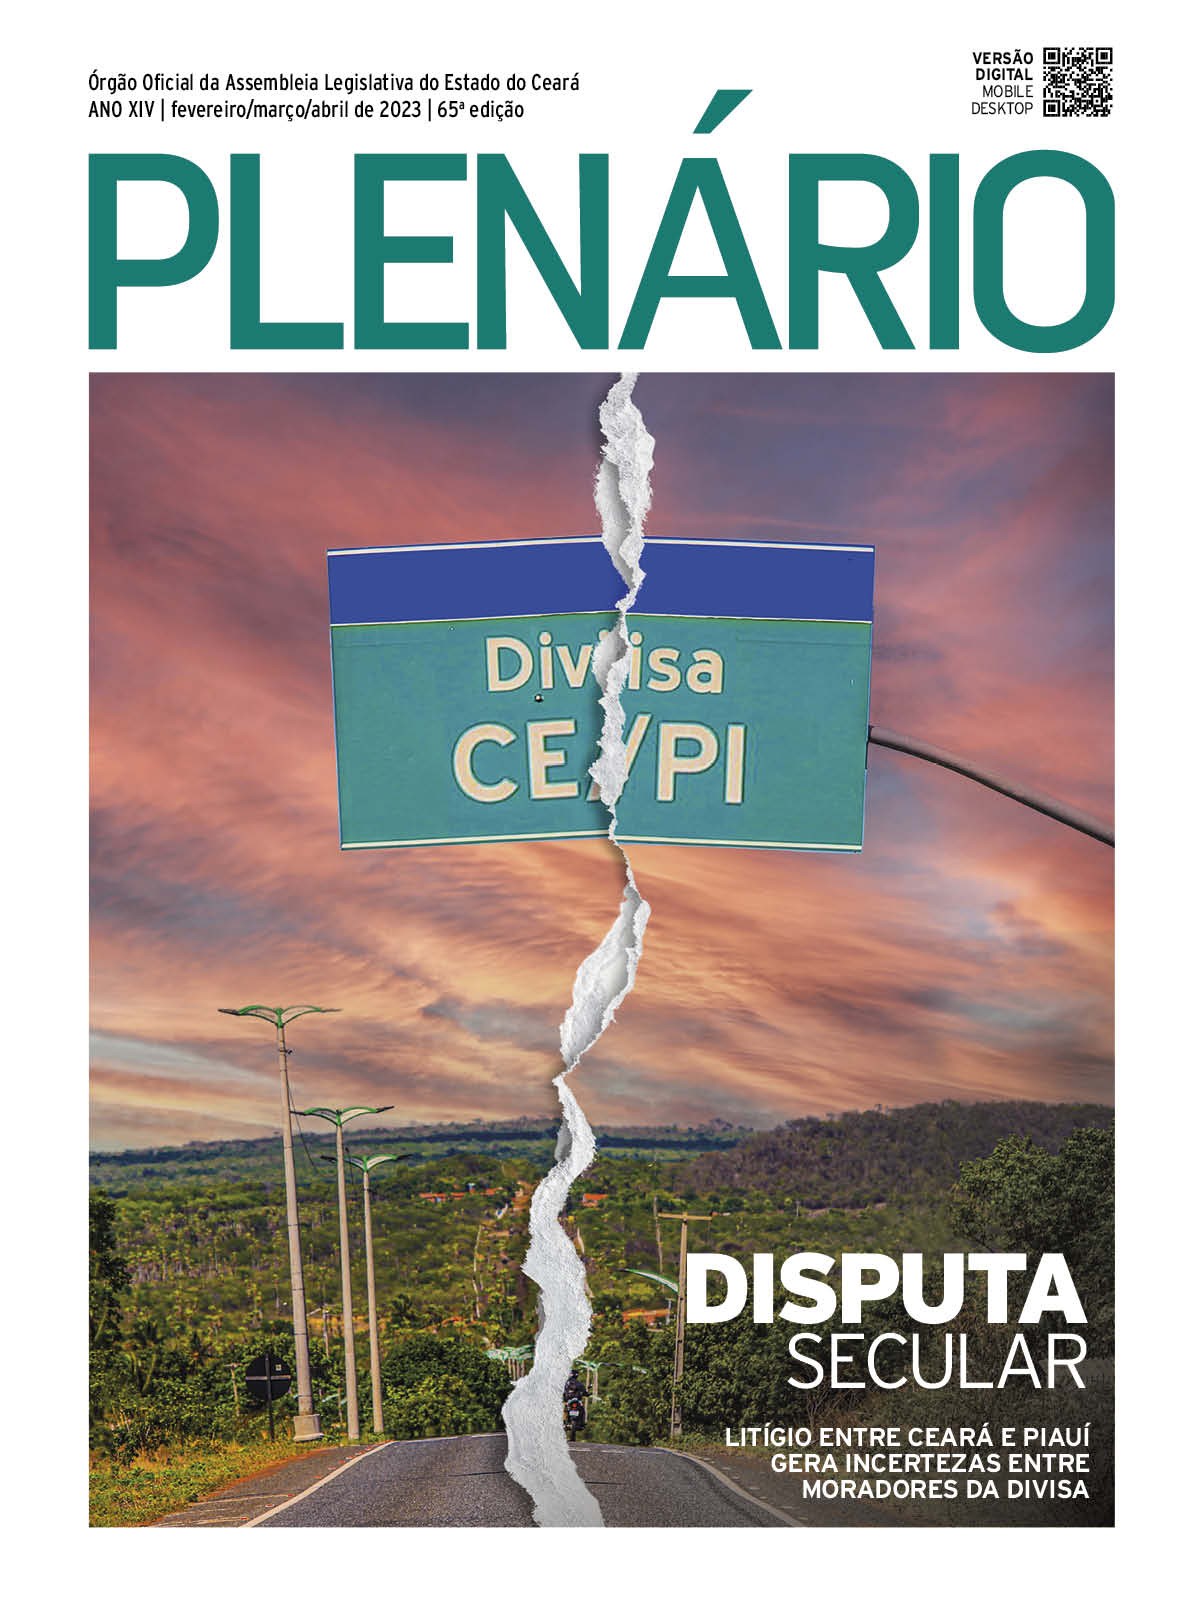 Órgão Oficial da Assembleia Legislativa do Estado do Ceará
ANO XIV | fevereiro/março/abril de 2023 | 65ª edição
VERSÃO
DIGITAL
MOBILE
DESKTOP
PLENÁRIO
Divisa
CE/PI
DISPUTA
SECULAR
LITÍGIO ENTRE CEARÁ E PIAUÍ
GERA INCERTEZAS ENTRE
MORADORES DA DIVISA